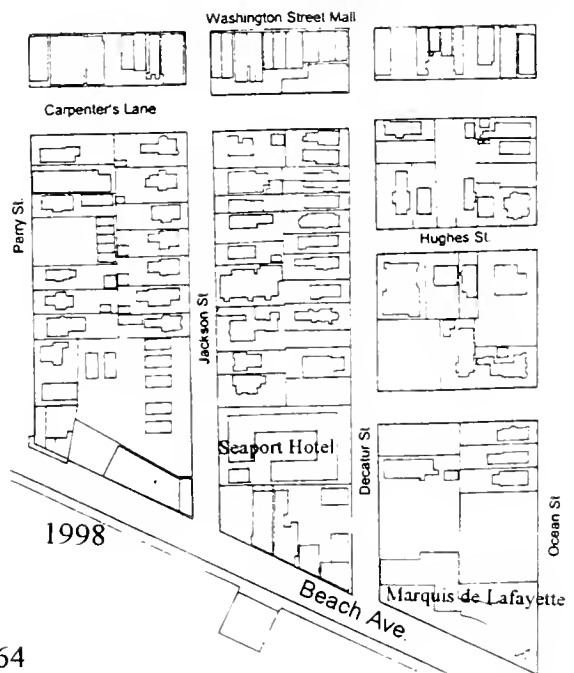 Washington Street Mall
Carpenter's Lane
Parry St.
Jackson St
Hughes St.
Decatur St
Ocean St
Seaport Hotel
1998
Beach Ave.
Marquis de Lafayette
64